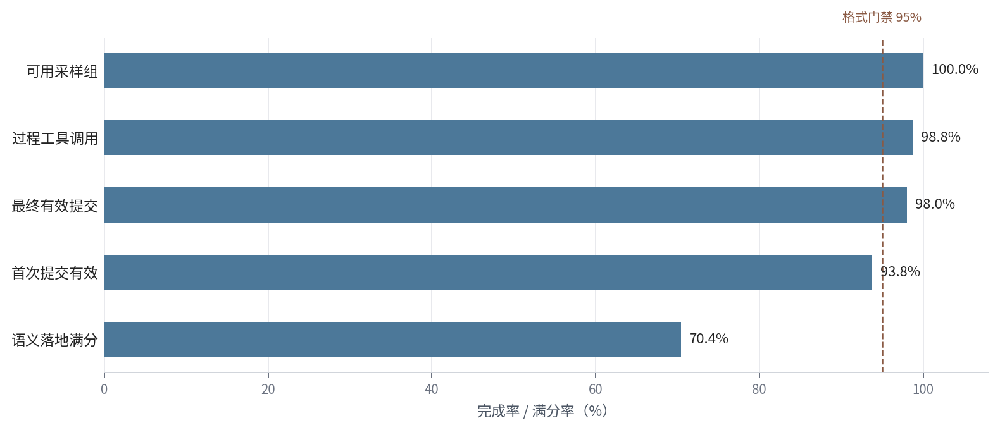 格式门禁 95%
可用采样组 100.0%
过程工具调用 98.8%
最终有效提交 98.0%
首次提交有效 93.8%
语义落地满分 70.4%
0 20 40 60 80 100
完成率 / 满分率（%）